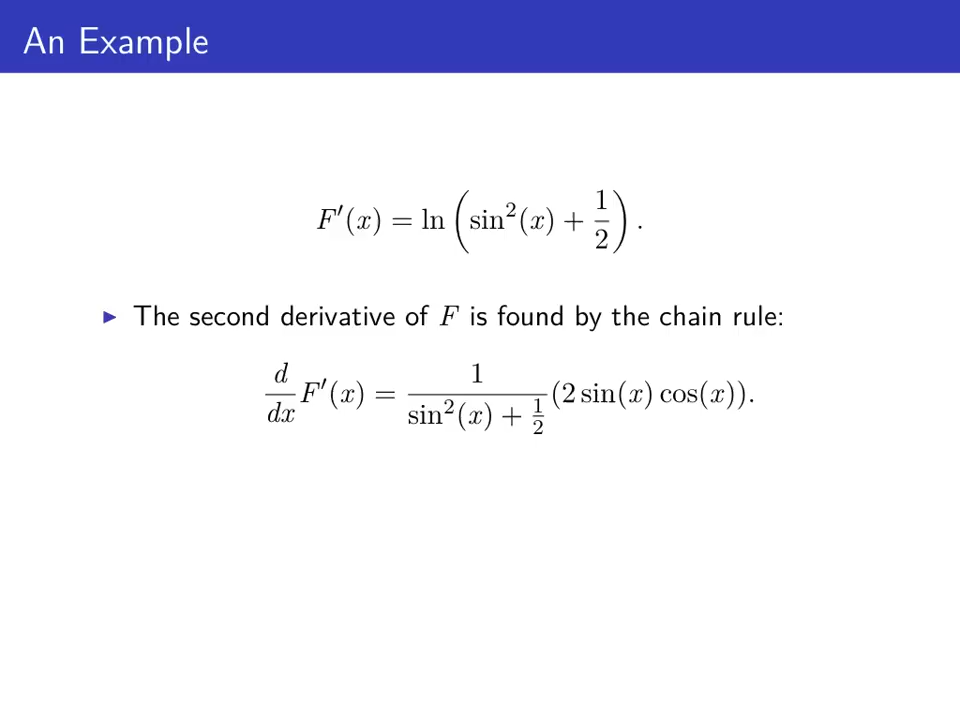 An Example
F′(x) = ln(sin²(x) + 1/2).
▶ The second derivative of F is found by the chain rule:
d/dx F′(x) = 1/(sin²(x) + 1/2) (2 sin(x) cos(x)).